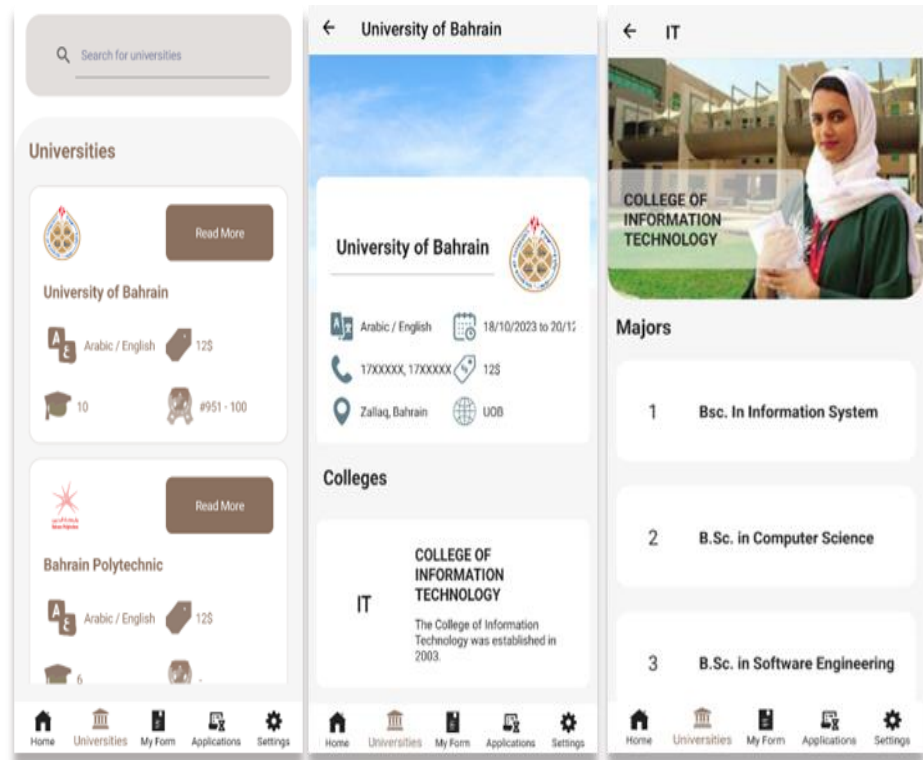 Search for universities
Universities
Read More
University of Bahrain
Arabic / English
12$
10
#951 - 100
Read More
Bahrain Polytechnic
Arabic / English
12$
6
-
Home
Universities
My Form
Applications
Settings
University of Bahrain
University of Bahrain
Arabic / English
18/10/2023 to 20/12
17XXXXX, 17XXXXX
12$
Zallaq, Bahrain
UOB
Colleges
IT
COLLEGE OF
INFORMATION
TECHNOLOGY
The College of Information
Technology was established in
2003.
Home
Universities
My Form
Applications
Settings
IT
COLLEGE OF
INFORMATION
TECHNOLOGY
Majors
1
Bsc. In Information System
2
B.Sc. in Computer Science
3
B.Sc. in Software Engineering
Home
Universities
My Form
Applications
Settings